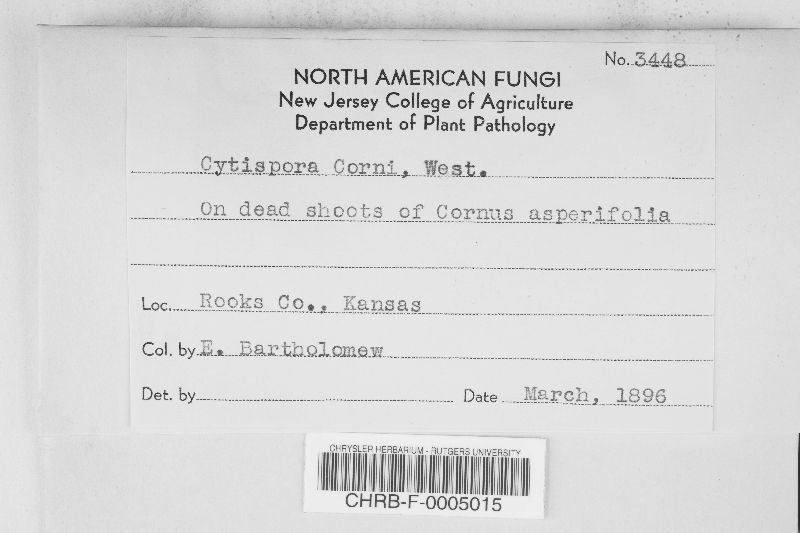 No. 3448
NORTH AMERICAN FUNGI
New Jersey College of Agriculture
Department of Plant Pathology
Cytispora Corni, West.
On dead shoots of Cornus asperifolia
Loc. Rooks Co., Kansas
Col. by E. Bartholomew
Det. by Date March, 1896
CHRYSLER HERBARIUM - RUTGERS UNIVERSITY
CHRB-F-0005015